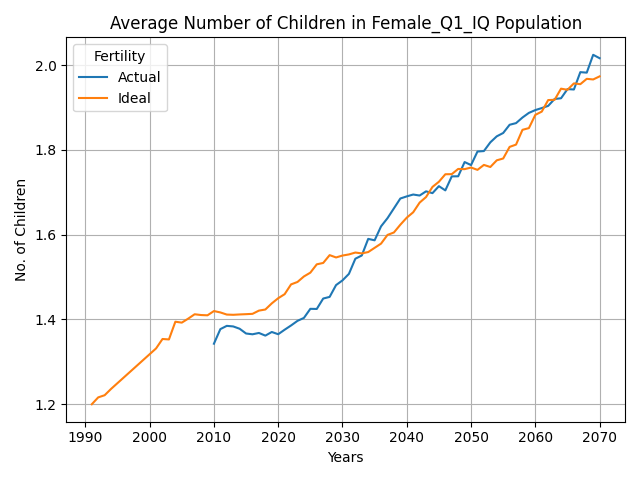 Average Number of Children in Female_Q1_IQ Population
Fertility
Actual
Ideal
No. of Children
2.0
1.8
1.6
1.4
1.2
1990 2000 2010 2020 2030 2040 2050 2060 2070
Years